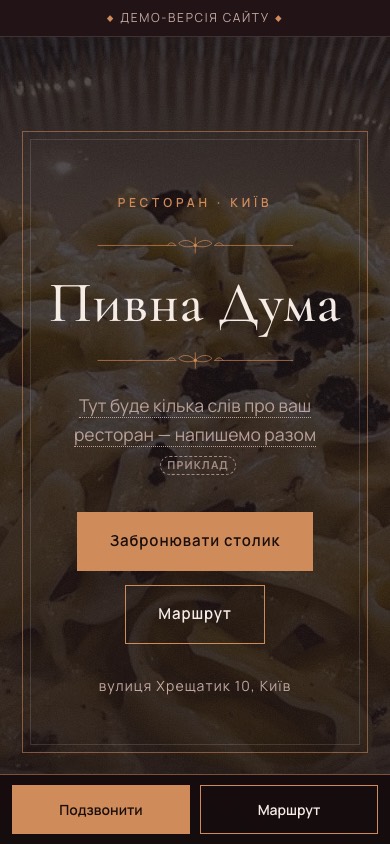 ДЕМО-ВЕРСІЯ САЙТУ
РЕСТОРАН · КИЇВ
Пивна Дума
Тут буде кілька слів про ваш
ресторан — напишемо разом
ПРИКЛАД
Забронювати столик
Маршрут
вулиця Хрещатик 10, Київ
Подзвонити
Маршрут